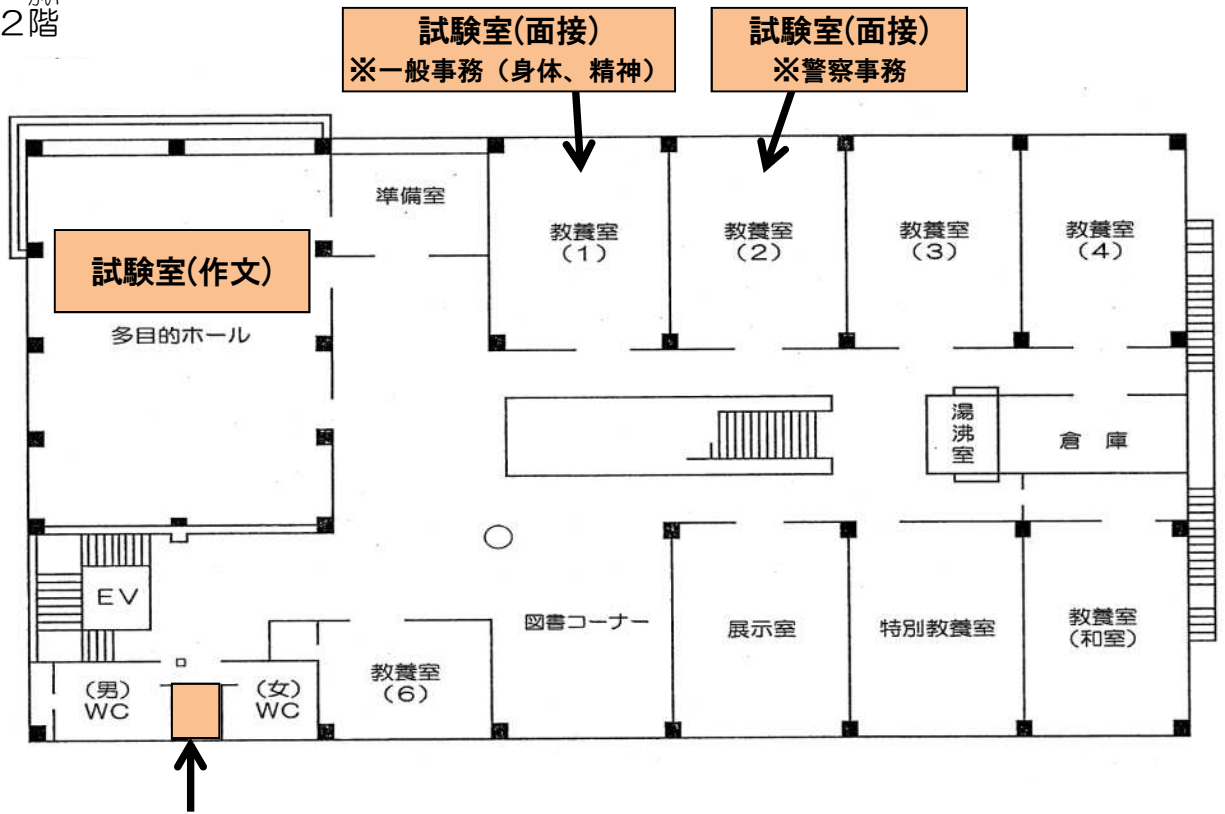 2階
試験室(面接)
※一般事務（身体、精神）
試験室(面接)
※警察事務
準備室
教養室
(1)
教養室
(2)
教養室
(3)
教養室
(4)
試験室(作文)
多目的ホール
湯沸室
倉 庫
EV
図書コーナー
展示室
特別教養室
教養室
(和室)
教養室
(6)
(男)
WC
(女)
WC